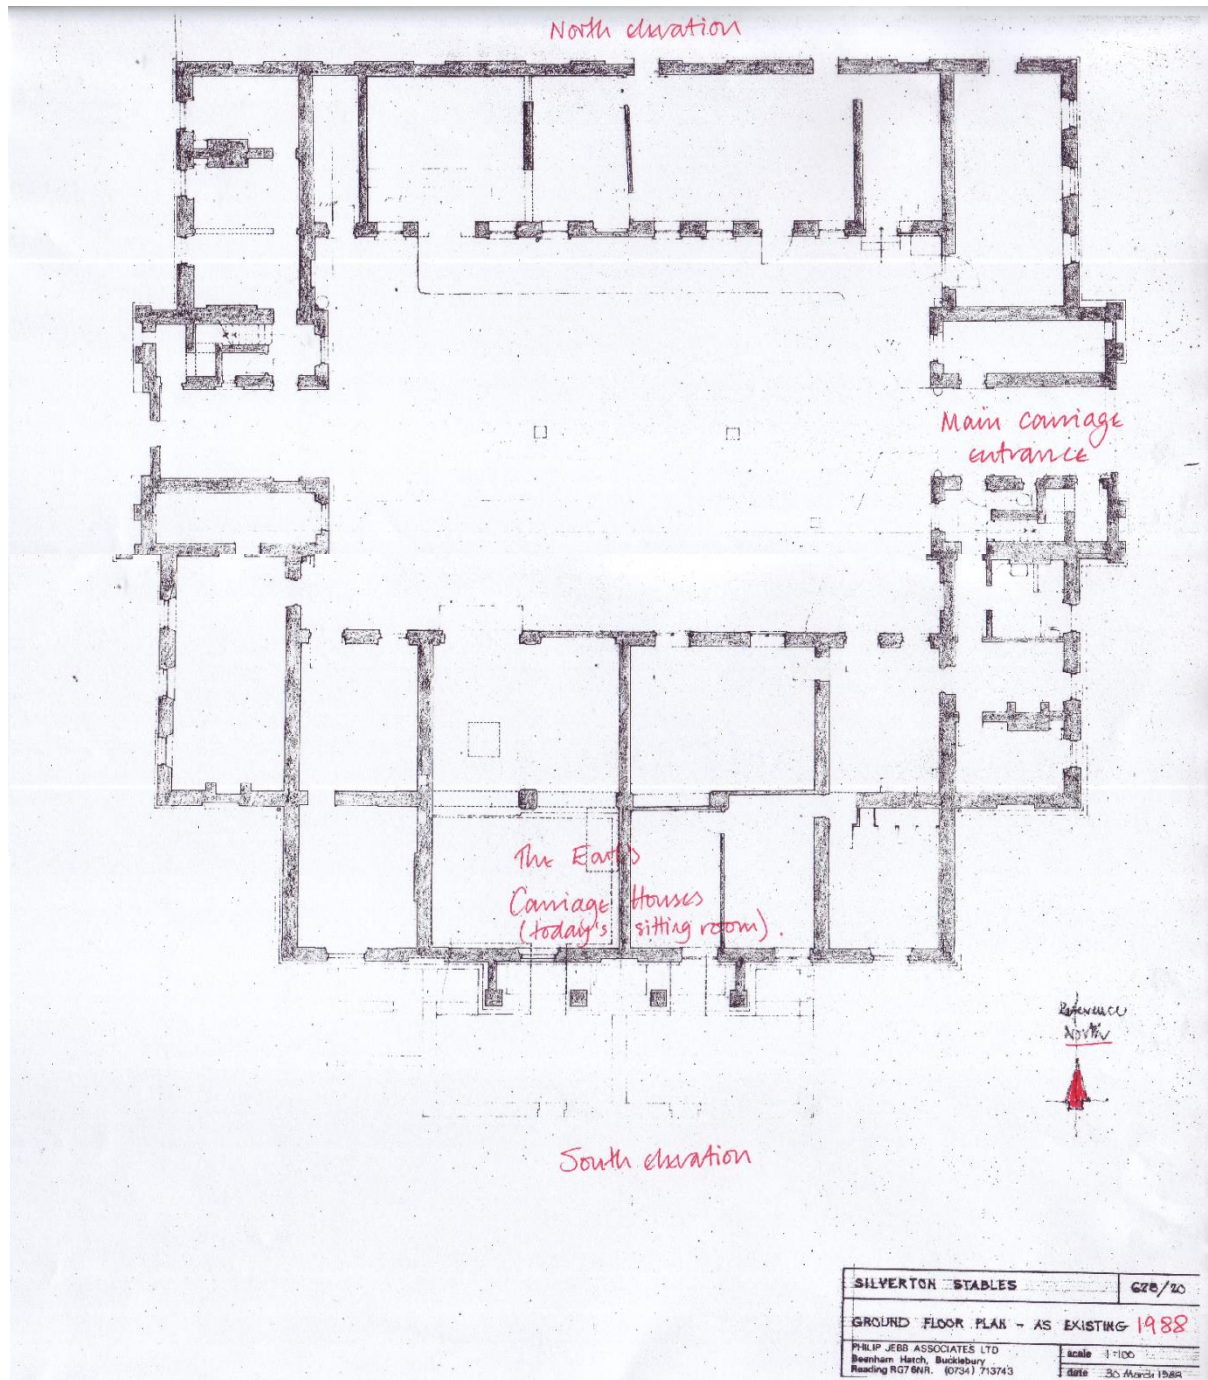 North elevation
Main carriage
entrance
The Earl's
Carriage Houses
(today's sitting room).
Reference
North
South elevation
SILVERTON STABLES 628/20
GROUND FLOOR PLAN - AS EXISTING 1988
PHILIP JEBB ASSOCIATES LTD
Beenham Hatch, Bucklebury
Reading RG7 6NR. (0734) 713743
scale 1:100
date 30 March 1988